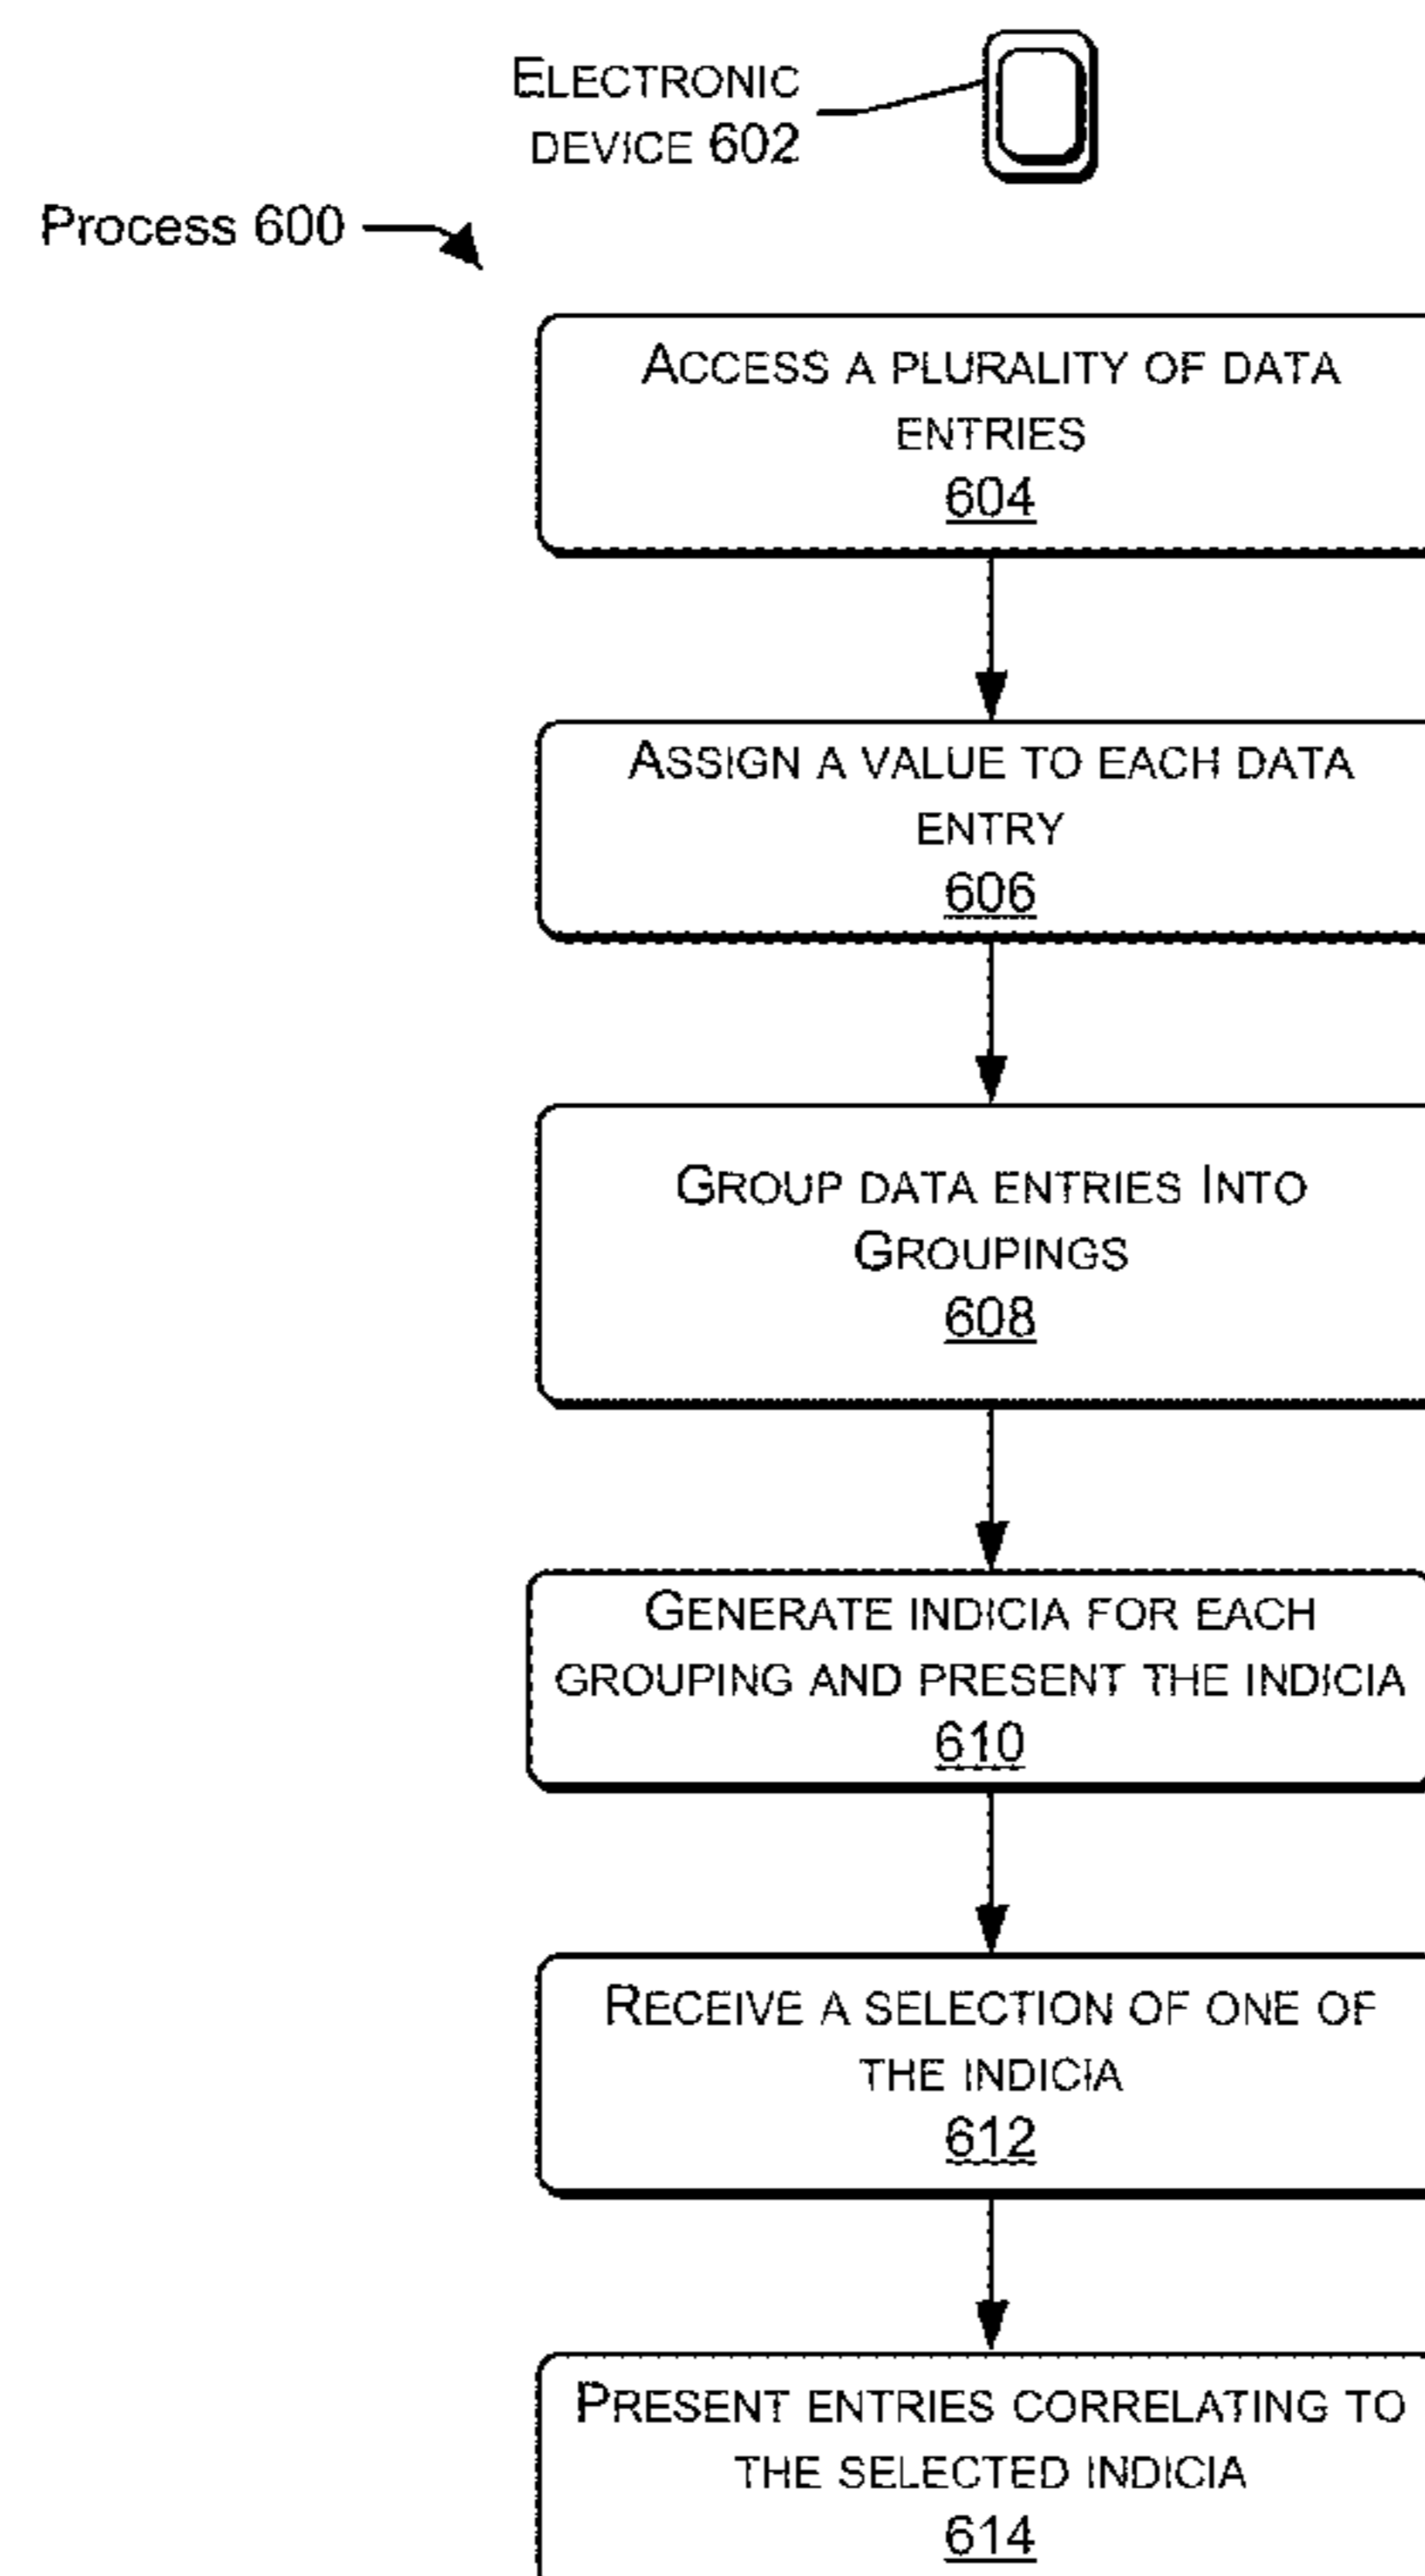 ELECTRONIC
DEVICE 602
Process 600
ACCESS A PLURALITY OF DATA
ENTRIES
604
ASSIGN A VALUE TO EACH DATA
ENTRY
606
GROUP DATA ENTRIES INTO
GROUPINGS
608
GENERATE INDICIA FOR EACH
GROUPING AND PRESENT THE INDICIA
610
RECEIVE A SELECTION OF ONE OF
THE INDICIA
612
PRESENT ENTRIES CORRELATING TO
THE SELECTED INDICIA
614